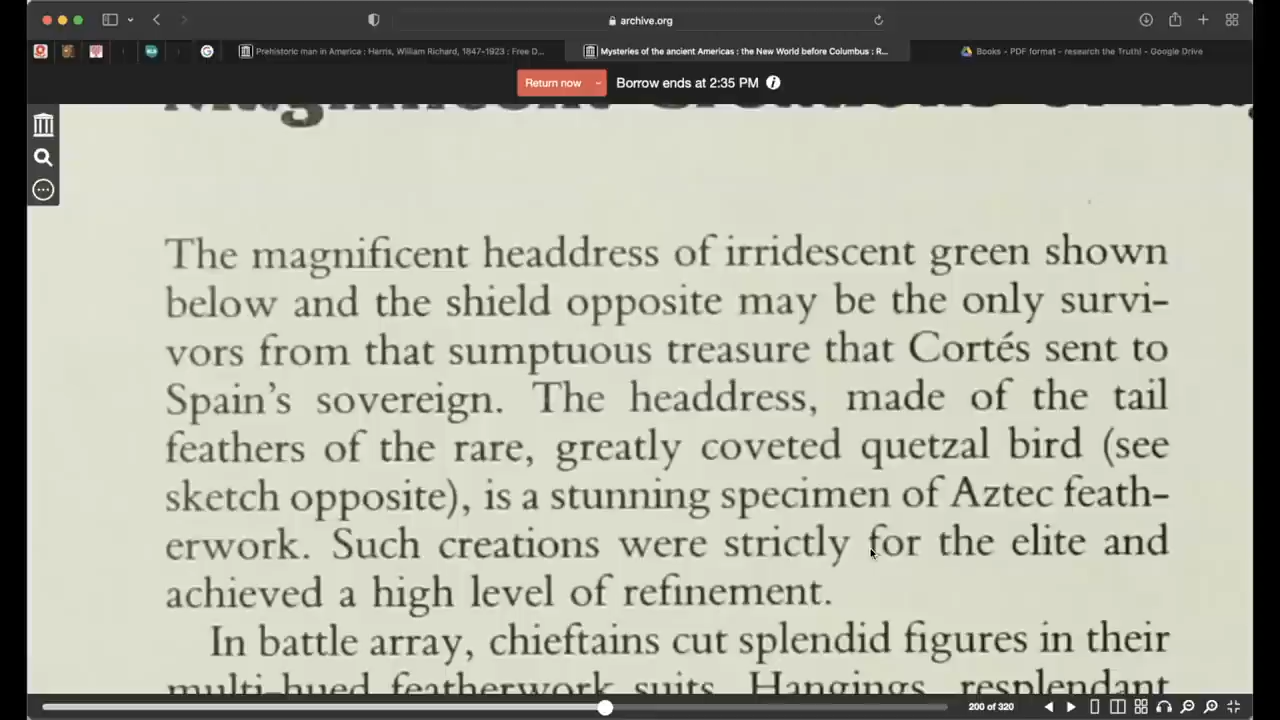 archive.org
Prehistoric man in America : Harris, William Richard, 1847-1923 : Free D...
Mysteries of the ancient Americas : the New World before Columbus : R...
Books - PDF format - research the Truth! - Google Drive
Return now
Borrow ends at 2:35 PM
The magnificent headdress of irridescent green shown
below and the shield opposite may be the only survi-
vors from that sumptuous treasure that Cortés sent to
Spain's sovereign. The headdress, made of the tail
feathers of the rare, greatly coveted quetzal bird (see
sketch opposite), is a stunning specimen of Aztec feath-
erwork. Such creations were strictly for the elite and
achieved a high level of refinement.
In battle array, chieftains cut splendid figures in their
multi-hued featherwork suits. Hangings, resplendent
200 of 320